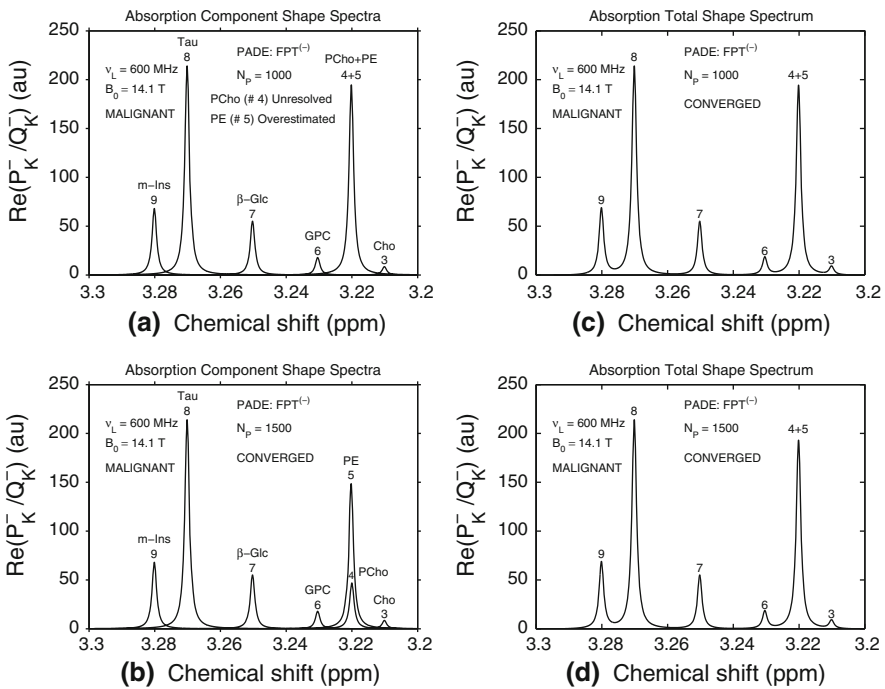 Absorption Component Shape Spectra
250
200
150
100
50
0
Re(P_K^- /Q_K^-) (au)
Tau
8
ν_L = 600 MHz
B_0 = 14.1 T
MALIGNANT
PADE: FPT^(−)
N_P = 1000
PCho (# 4) Unresolved
PE (# 5) Overestimated
PCho+PE
4+5
m−Ins
9
β−Glc
7
GPC
6
Cho
3
3.3 3.28 3.26 3.24 3.22 3.2
(a) Chemical shift (ppm)
Absorption Total Shape Spectrum
250
200
150
100
50
0
Re(P_K^- /Q_K^-) (au)
8
ν_L = 600 MHz
B_0 = 14.1 T
MALIGNANT
PADE: FPT^(−)
N_P = 1000
CONVERGED
4+5
9
7
6
3
3.3 3.28 3.26 3.24 3.22 3.2
(c) Chemical shift (ppm)
Absorption Component Shape Spectra
250
200
150
100
50
0
Re(P_K^- /Q_K^-) (au)
Tau
8
ν_L = 600 MHz
B_0 = 14.1 T
MALIGNANT
PADE: FPT^(−)
N_P = 1500
CONVERGED
PE
5
m−Ins
9
β−Glc
7
4
PCho
GPC
6
Cho
3
3.3 3.28 3.26 3.24 3.22 3.2
(b) Chemical shift (ppm)
Absorption Total Shape Spectrum
250
200
150
100
50
0
Re(P_K^- /Q_K^-) (au)
8
ν_L = 600 MHz
B_0 = 14.1 T
MALIGNANT
PADE: FPT^(−)
N_P = 1500
CONVERGED
4+5
9
7
6
3
3.3 3.28 3.26 3.24 3.22 3.2
(d) Chemical shift (ppm)